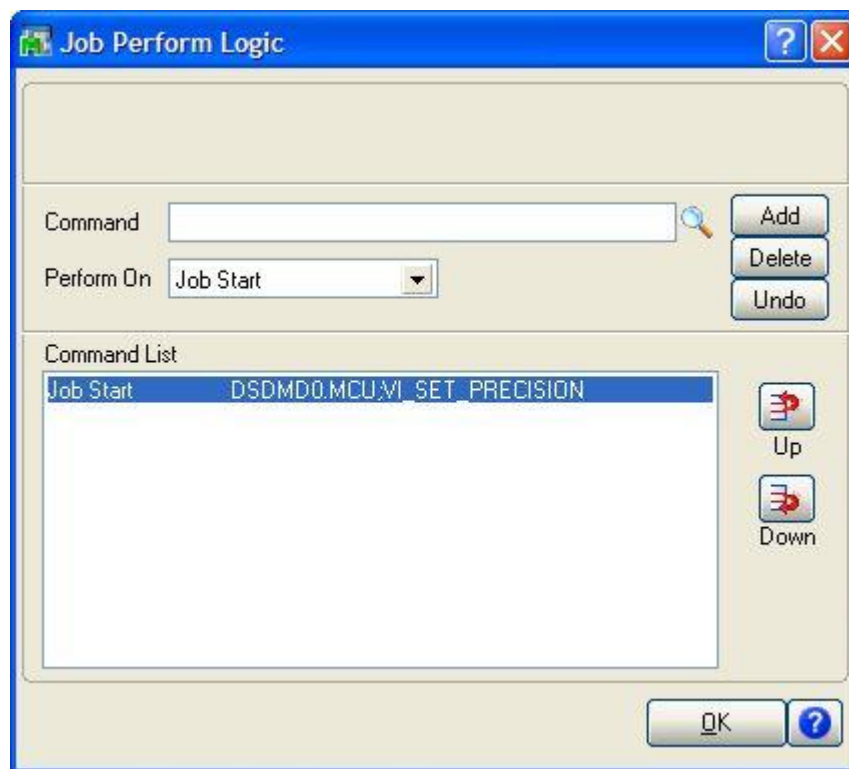 Job Perform Logic
Command
Add
Perform On Job Start
Delete
Undo
Command List
Job Start DSDMD0.MCU;VI_SET_PRECISION
Up
Down
OK